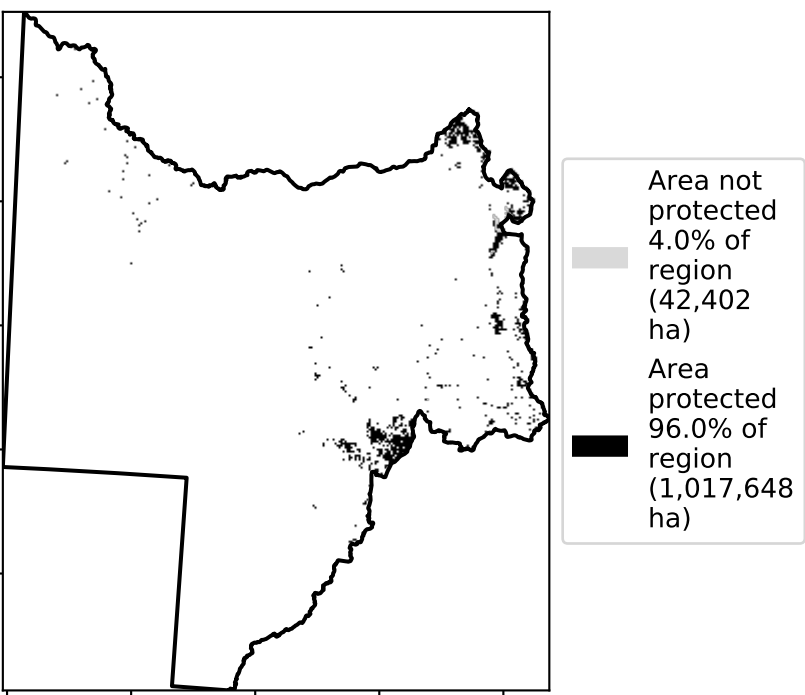 Area not
protected
4.0% of
region
(42,402
ha)
Area
protected
96.0% of
region
(1,017,648
ha)